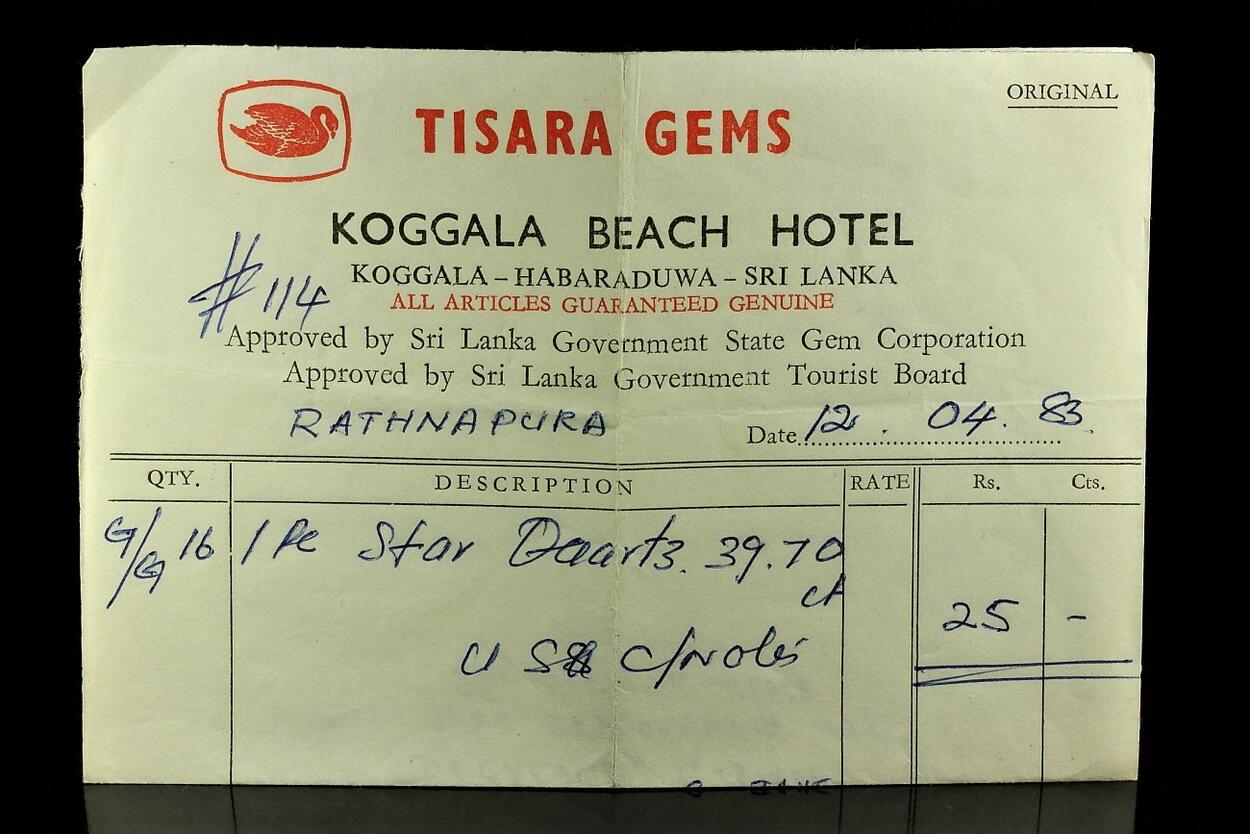 ORIGINAL
TISARA GEMS
KOGGALA BEACH HOTEL
KOGGALA – HABARADUWA – SRI LANKA
# 114
ALL ARTICLES GUARANTEED GENUINE
Approved by Sri Lanka Government State Gem Corporation
Approved by Sri Lanka Government Tourist Board
RATHNAPURA
Date 12. 04. 83.
QTY. DESCRIPTION RATE Rs. Cts.
G/G 16 1 Pc Star Quartz. 39.70
ct
25 -
U S$